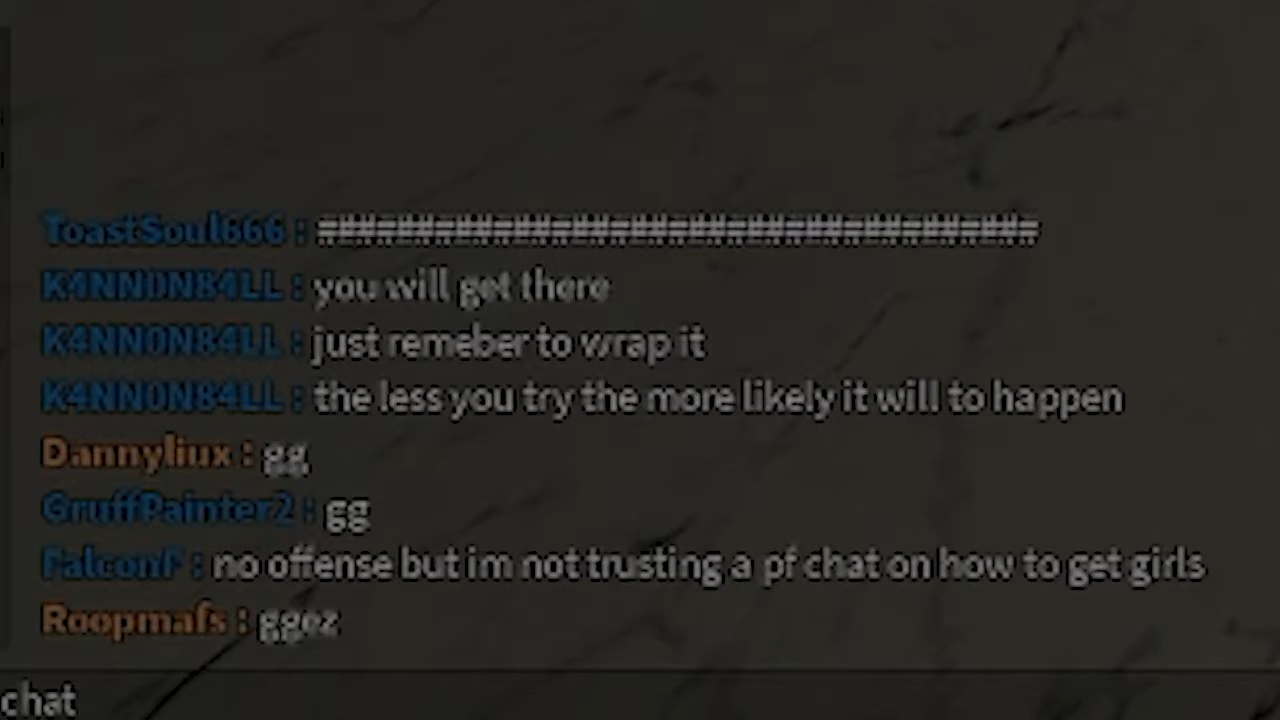 ToastSoul666 : ###################################
K4NN0N84LL : you will get there
K4NN0N84LL : just remeber to wrap it
K4NN0N84LL : the less you try the more likely it will to happen
Dannyliux : gg
GruffPainter2 : gg
FalconF : no offense but im not trusting a pf chat on how to get girls
Roopmafs : ggez
chat